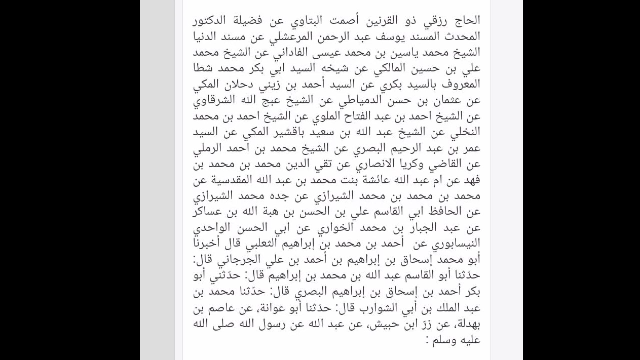 الحاج رزقي ذو القرنين أصمت البتاوي عن فضيلة الدكتور
المحدث المسند يوسف عبد الرحمن المرعشلي عن مسند الدنيا
الشيخ محمد ياسين بن محمد عيسى الفاداني عن الشيخ محمد
علي بن حسين المالكي عن شيخه السيد ابي بكر محمد شطا
المعروف بالسيد بكري عن السيد أحمد بن زيني دحلان المكي
عن عثمان بن حسن الدمياطي عن الشيخ عبج الله الشرقاوي
عن الشيخ احمد بن عبد الفتاح الملوي عن الشيخ احمد بن محمد
النخلي عن الشيخ عبد الله بن سعيد باقشير المكي عن السيد
عمر بن عبد الرحيم البصري عن الشيخ محمد بن احمد الرملي
عن القاضي وكريا الانصاري عن تقي الدين محمد بن محمد بن
فهد عن ام عبد الله عائشة بنت محمد بن عبد الله المقدسية عن
محمد بن محمد بن محمد الشيرازي عن جده محمد الشيرازي
عن الحافظ ابي القاسم علي بن الحسن بن هبة الله بن عساكر
عن عبد الجبار بن محمد الخواري عن ابي الحسن الواحدي
النيسابوري عن أحمد بن محمد بن إبراهيم الثعلبي قال أخبرنا
أبو محمد إسحاق بن إبراهيم بن أحمد بن علي الجرجاني قال:
حدثنا أبو القاسم عبد الله بن محمد بن إبراهيم قال: حدثني أبو
بكر أحمد بن إسحاق بن إبراهيم البصري قال: حدثنا محمد بن
عبد الملك بن أبي الشوارب قال: حدثنا أبو عوانة، عن عاصم بن
بهدلة، عن زر ابن حبيش، عن عبد الله عن رسول الله صلى الله
عليه وسلم :